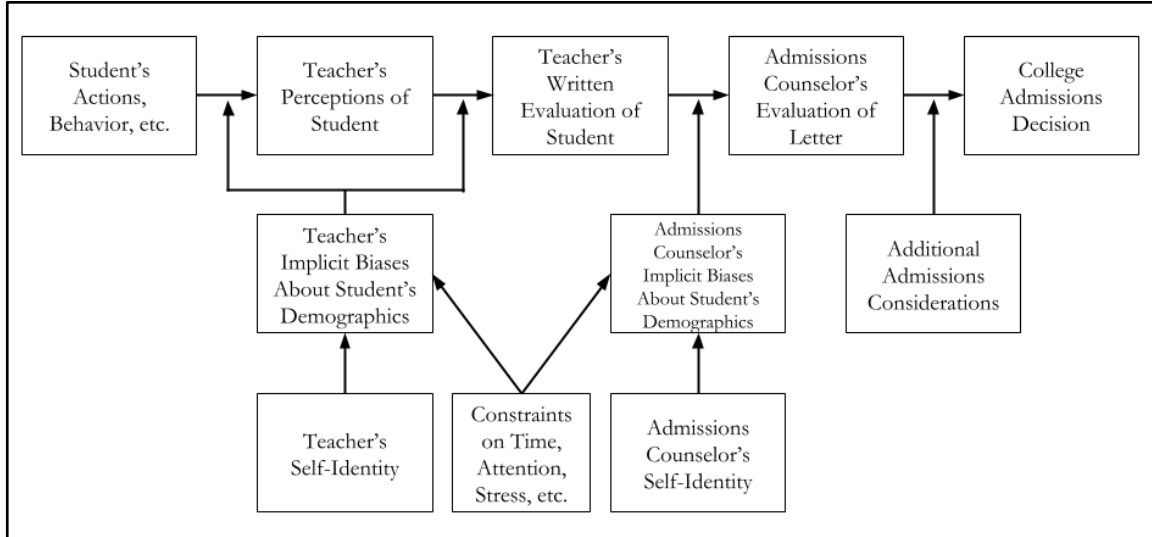 Student's
Actions,
Behavior, etc.
Teacher's
Perceptions of
Student
Teacher's
Written
Evaluation of
Student
Admissions
Counselor's
Evaluation of
Letter
College
Admissions
Decision
Teacher's
Implicit Biases
About Student's
Demographics
Admissions
Counselor's
Implicit Biases
About Student's
Demographics
Additional
Admissions
Considerations
Teacher's
Self-Identity
Constraints
on Time,
Attention,
Stress, etc.
Admissions
Counselor's
Self-Identity